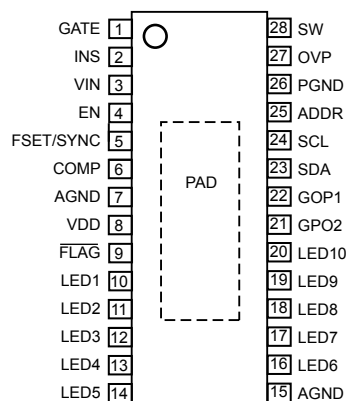 GATE 1 28 SW
INS 2 27 OVP
VIN 3 26 PGND
EN 4 25 ADDR
FSET/SYNC 5 24 SCL
COMP 6 23 SDA
AGND 7 22 GOP1
VDD 8 21 GPO2
FLAG 9 20 LED10
LED1 10 19 LED9
LED2 11 18 LED8
LED3 12 17 LED7
LED4 13 16 LED6
LED5 14 15 AGND
PAD